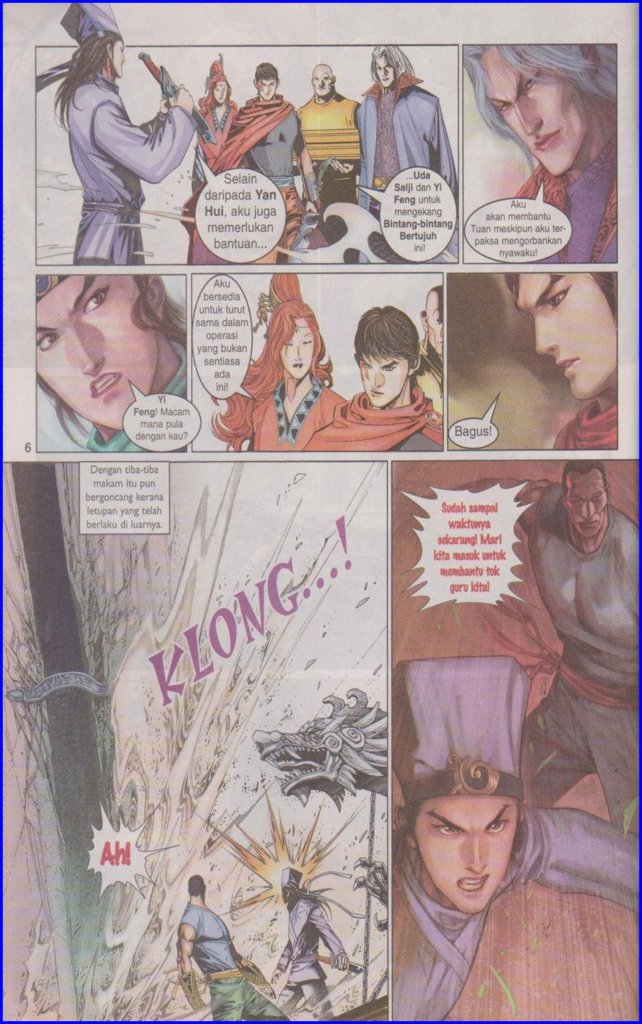 Selain
daripada Yan
Hui, aku juga
memerlukan
bantuan...
...Uda
Salji dan Yi
Feng untuk
mengekang
Bintang-bintang
Bertujuh
ini!
Aku
akan membantu
Tuan meskipun aku ter-
paksa mengorbankan
nyawaku!
Yi
Feng! Macam
mana pula
dengan kau?
Aku
bersedia
untuk turut
sama dalam
operasi
yang bukan
sentiasa
ada
ini!
Bagus!
6
Dengan tiba-tiba
makam itu pun
bergoncang kerana
letupan yang telah
berlaku di luarnya.
KLONG...!
Ah!
Sudah sampai
waktunya
sekarang! Mari
kita masuk untuk
membantu tok
guru kita!